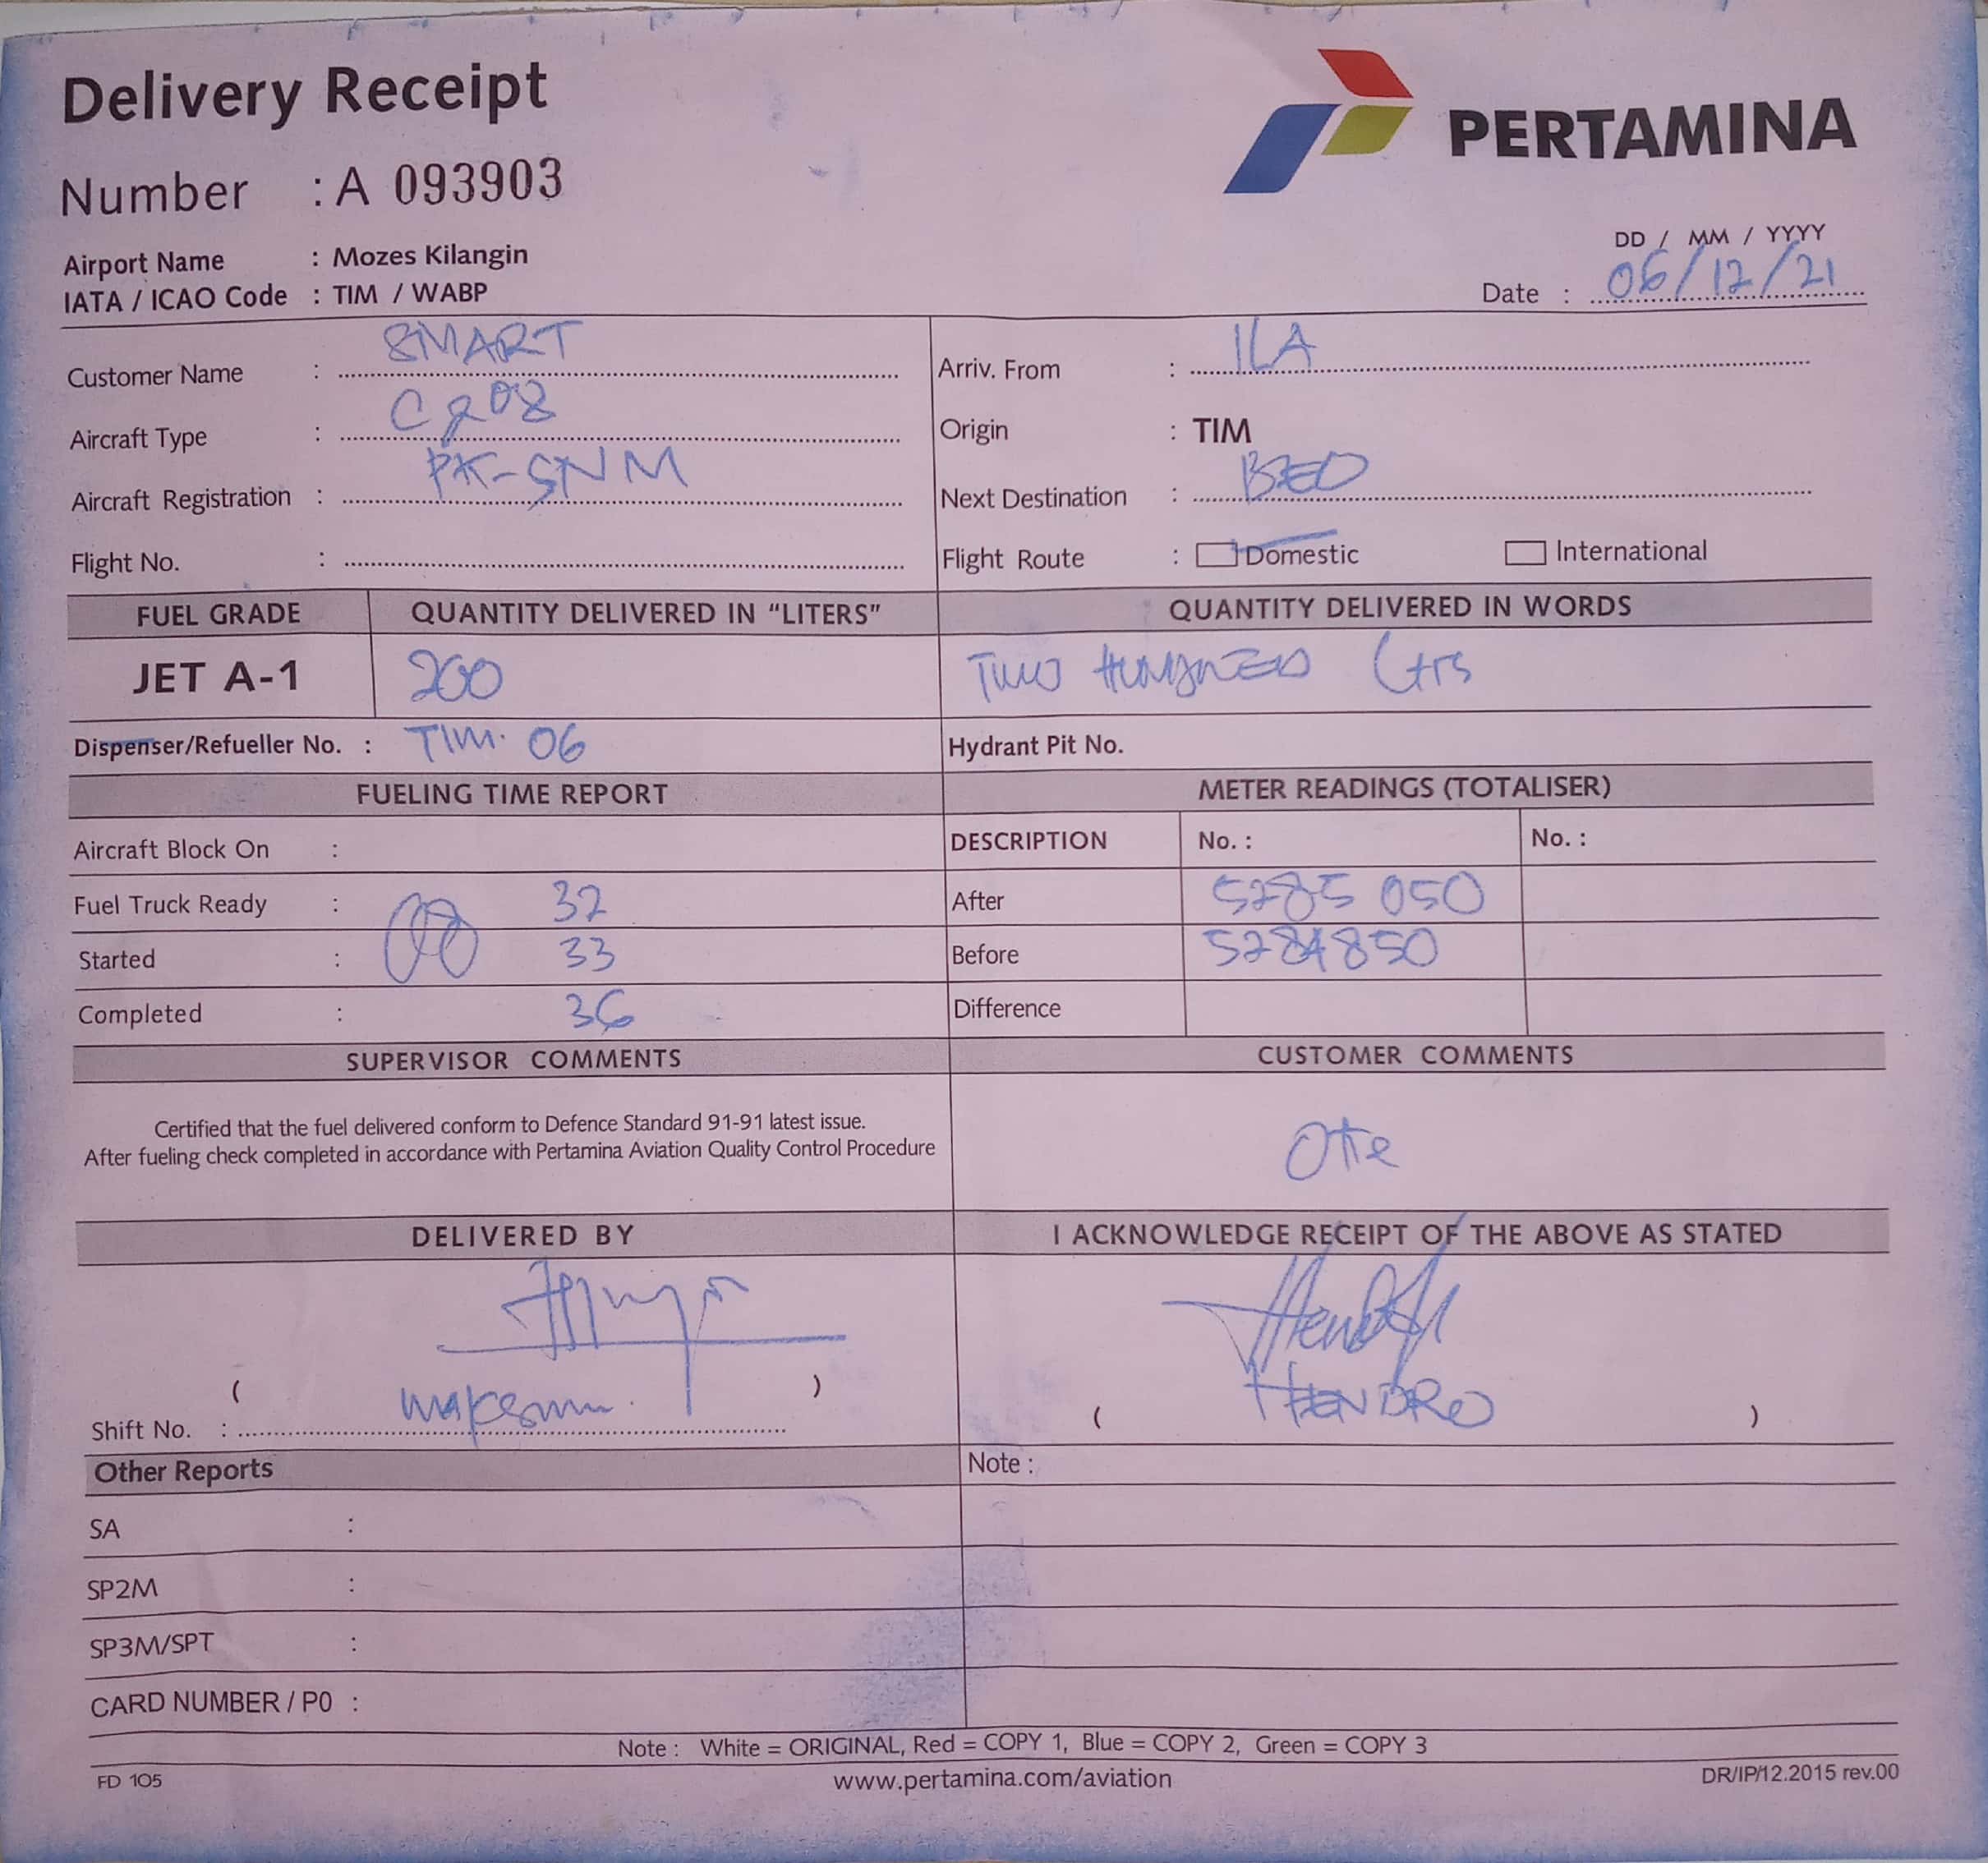 Delivery Receipt
PERTAMINA
Number : A 093903
Airport Name : Mozes Kilangin
IATA / ICAO Code : TIM / WABP
DD / MM / YYYY
Date : 06/12/21
Customer Name : SMART
Aircraft Type : C208
Aircraft Registration : PK-SNM
Flight No. :
Arriv. From : ILA
Origin : TIM
Next Destination :
Flight Route : Domestic International
FUEL GRADE QUANTITY DELIVERED IN “LITERS” QUANTITY DELIVERED IN WORDS
JET A-1 200 TWO HUNDRED Ltrs
Dispenser/Refueller No. : TIM. 06 Hydrant Pit No.
FUELING TIME REPORT METER READINGS (TOTALISER)
Aircraft Block On : DESCRIPTION No. : No. :
Fuel Truck Ready : 32 After 5285 050
Started : 08 33 Before 5284850
Completed : 36 Difference
SUPERVISOR COMMENTS CUSTOMER COMMENTS
Certified that the fuel delivered conform to Defence Standard 91-91 latest issue.
After fueling check completed in accordance with Pertamina Aviation Quality Control Procedure
DELIVERED BY I ACKNOWLEDGE RECEIPT OF THE ABOVE AS STATED
( ) ( HENDRO )
Shift No. :
Other Reports Note :
SA :
SP2M :
SP3M/SPT :
CARD NUMBER / P0 :
Note : White = ORIGINAL, Red = COPY 1, Blue = COPY 2, Green = COPY 3
FD 105 www.pertamina.com/aviation DR/IP/12.2015 rev.00